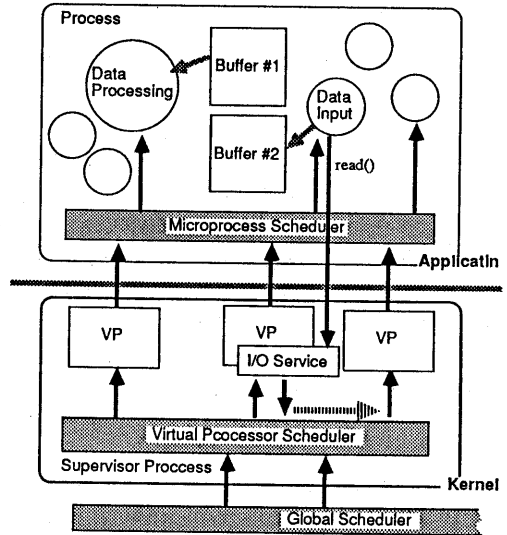 Process
Data
Processing
Buffer #1
Data
Input
Buffer #2
read()
Microprocess Scheduler
ApplicatIn
VP
VP
VP
I/O Service
Virtual Pcocessor Scheduler
Supervisor Proccess
Kernel
Global Scheduler